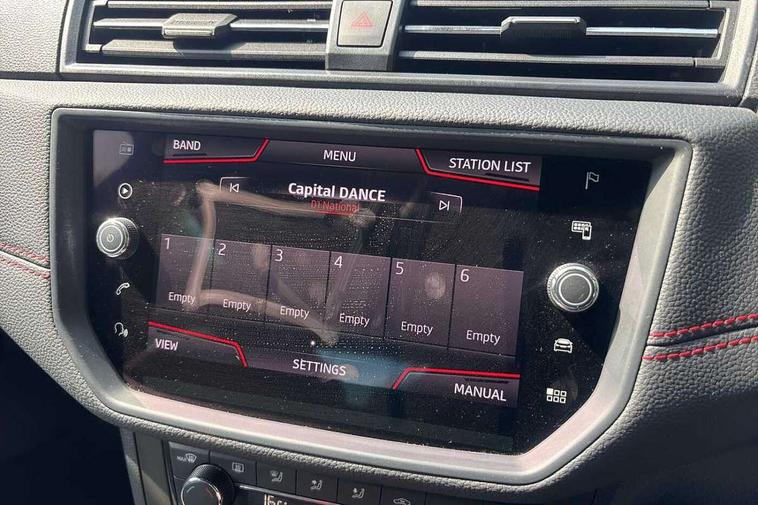 BAND
MENU
STATION LIST
Capital DANCE
D1 National
1 2 3 4 5 6
Empty Empty Empty Empty Empty Empty
VIEW
SETTINGS
MANUAL
MAX